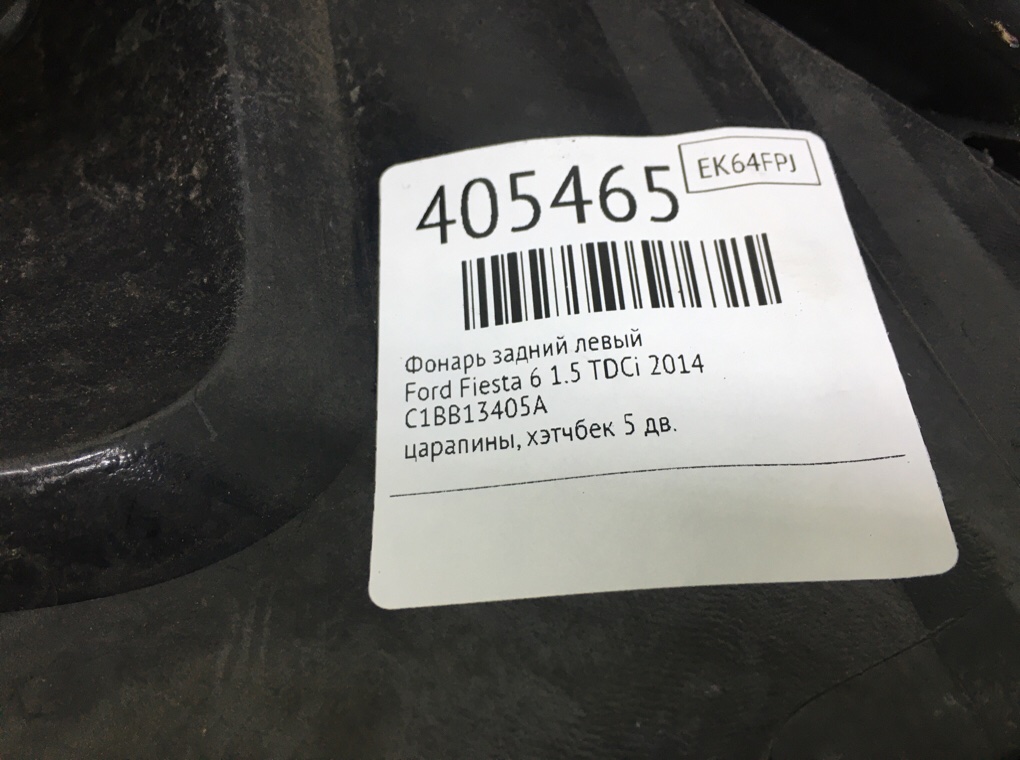 405465
EK64FPJ
Фонарь задний левый
Ford Fiesta 6 1.5 TDCi 2014
C1BB13405A
царапины, хэтчбек 5 дв.